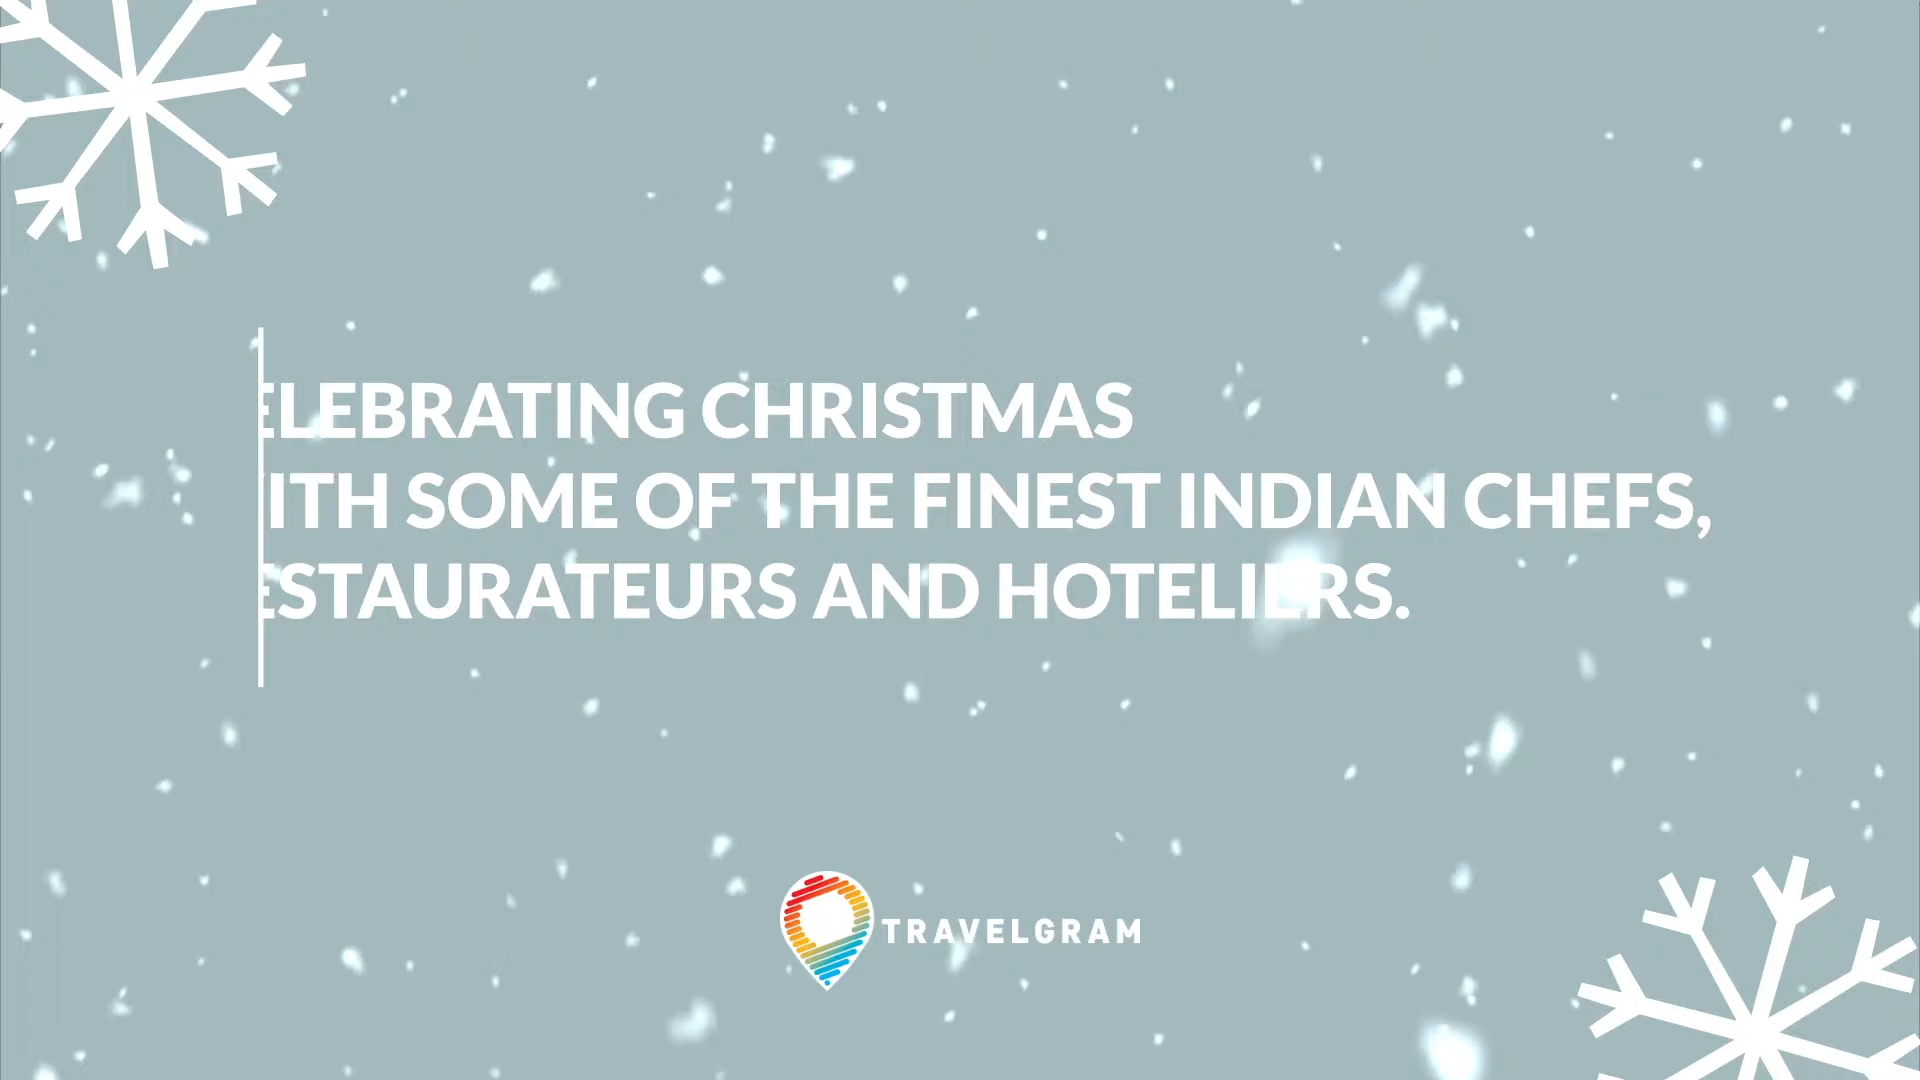 ELEBRATING CHRISTMAS
ITH SOME OF THE FINEST INDIAN CHEFS,
ESTAURATEURS AND HOTELIERS.
TRAVELGRAM